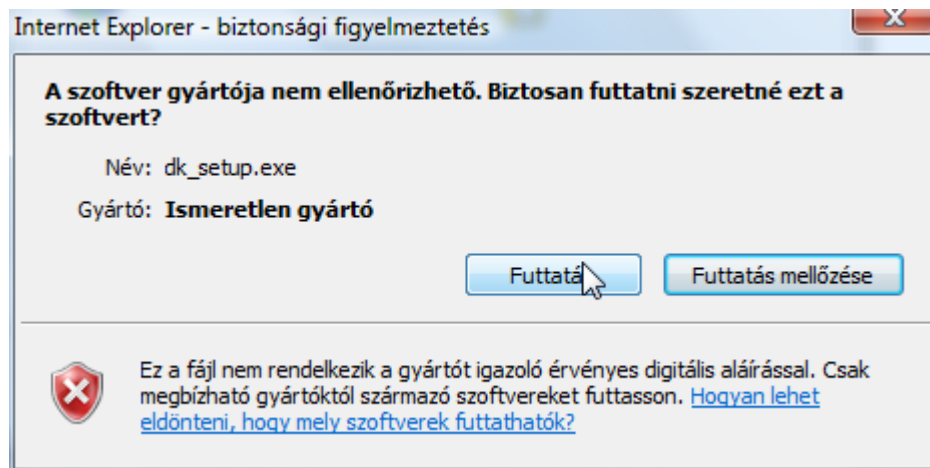 Internet Explorer - biztonsági figyelmeztetés
A szoftver gyártója nem ellenőrizhető. Biztosan futtatni szeretné ezt a
szoftvert?
Név: dk_setup.exe
Gyártó: Ismeretlen gyártó
Futtatá Futtatás mellőzése
Ez a fájl nem rendelkezik a gyártót igazoló érvényes digitális aláírással. Csak
megbízható gyártóktól származó szoftvereket futtasson. Hogyan lehet
eldönteni, hogy mely szoftverek futtathatók?